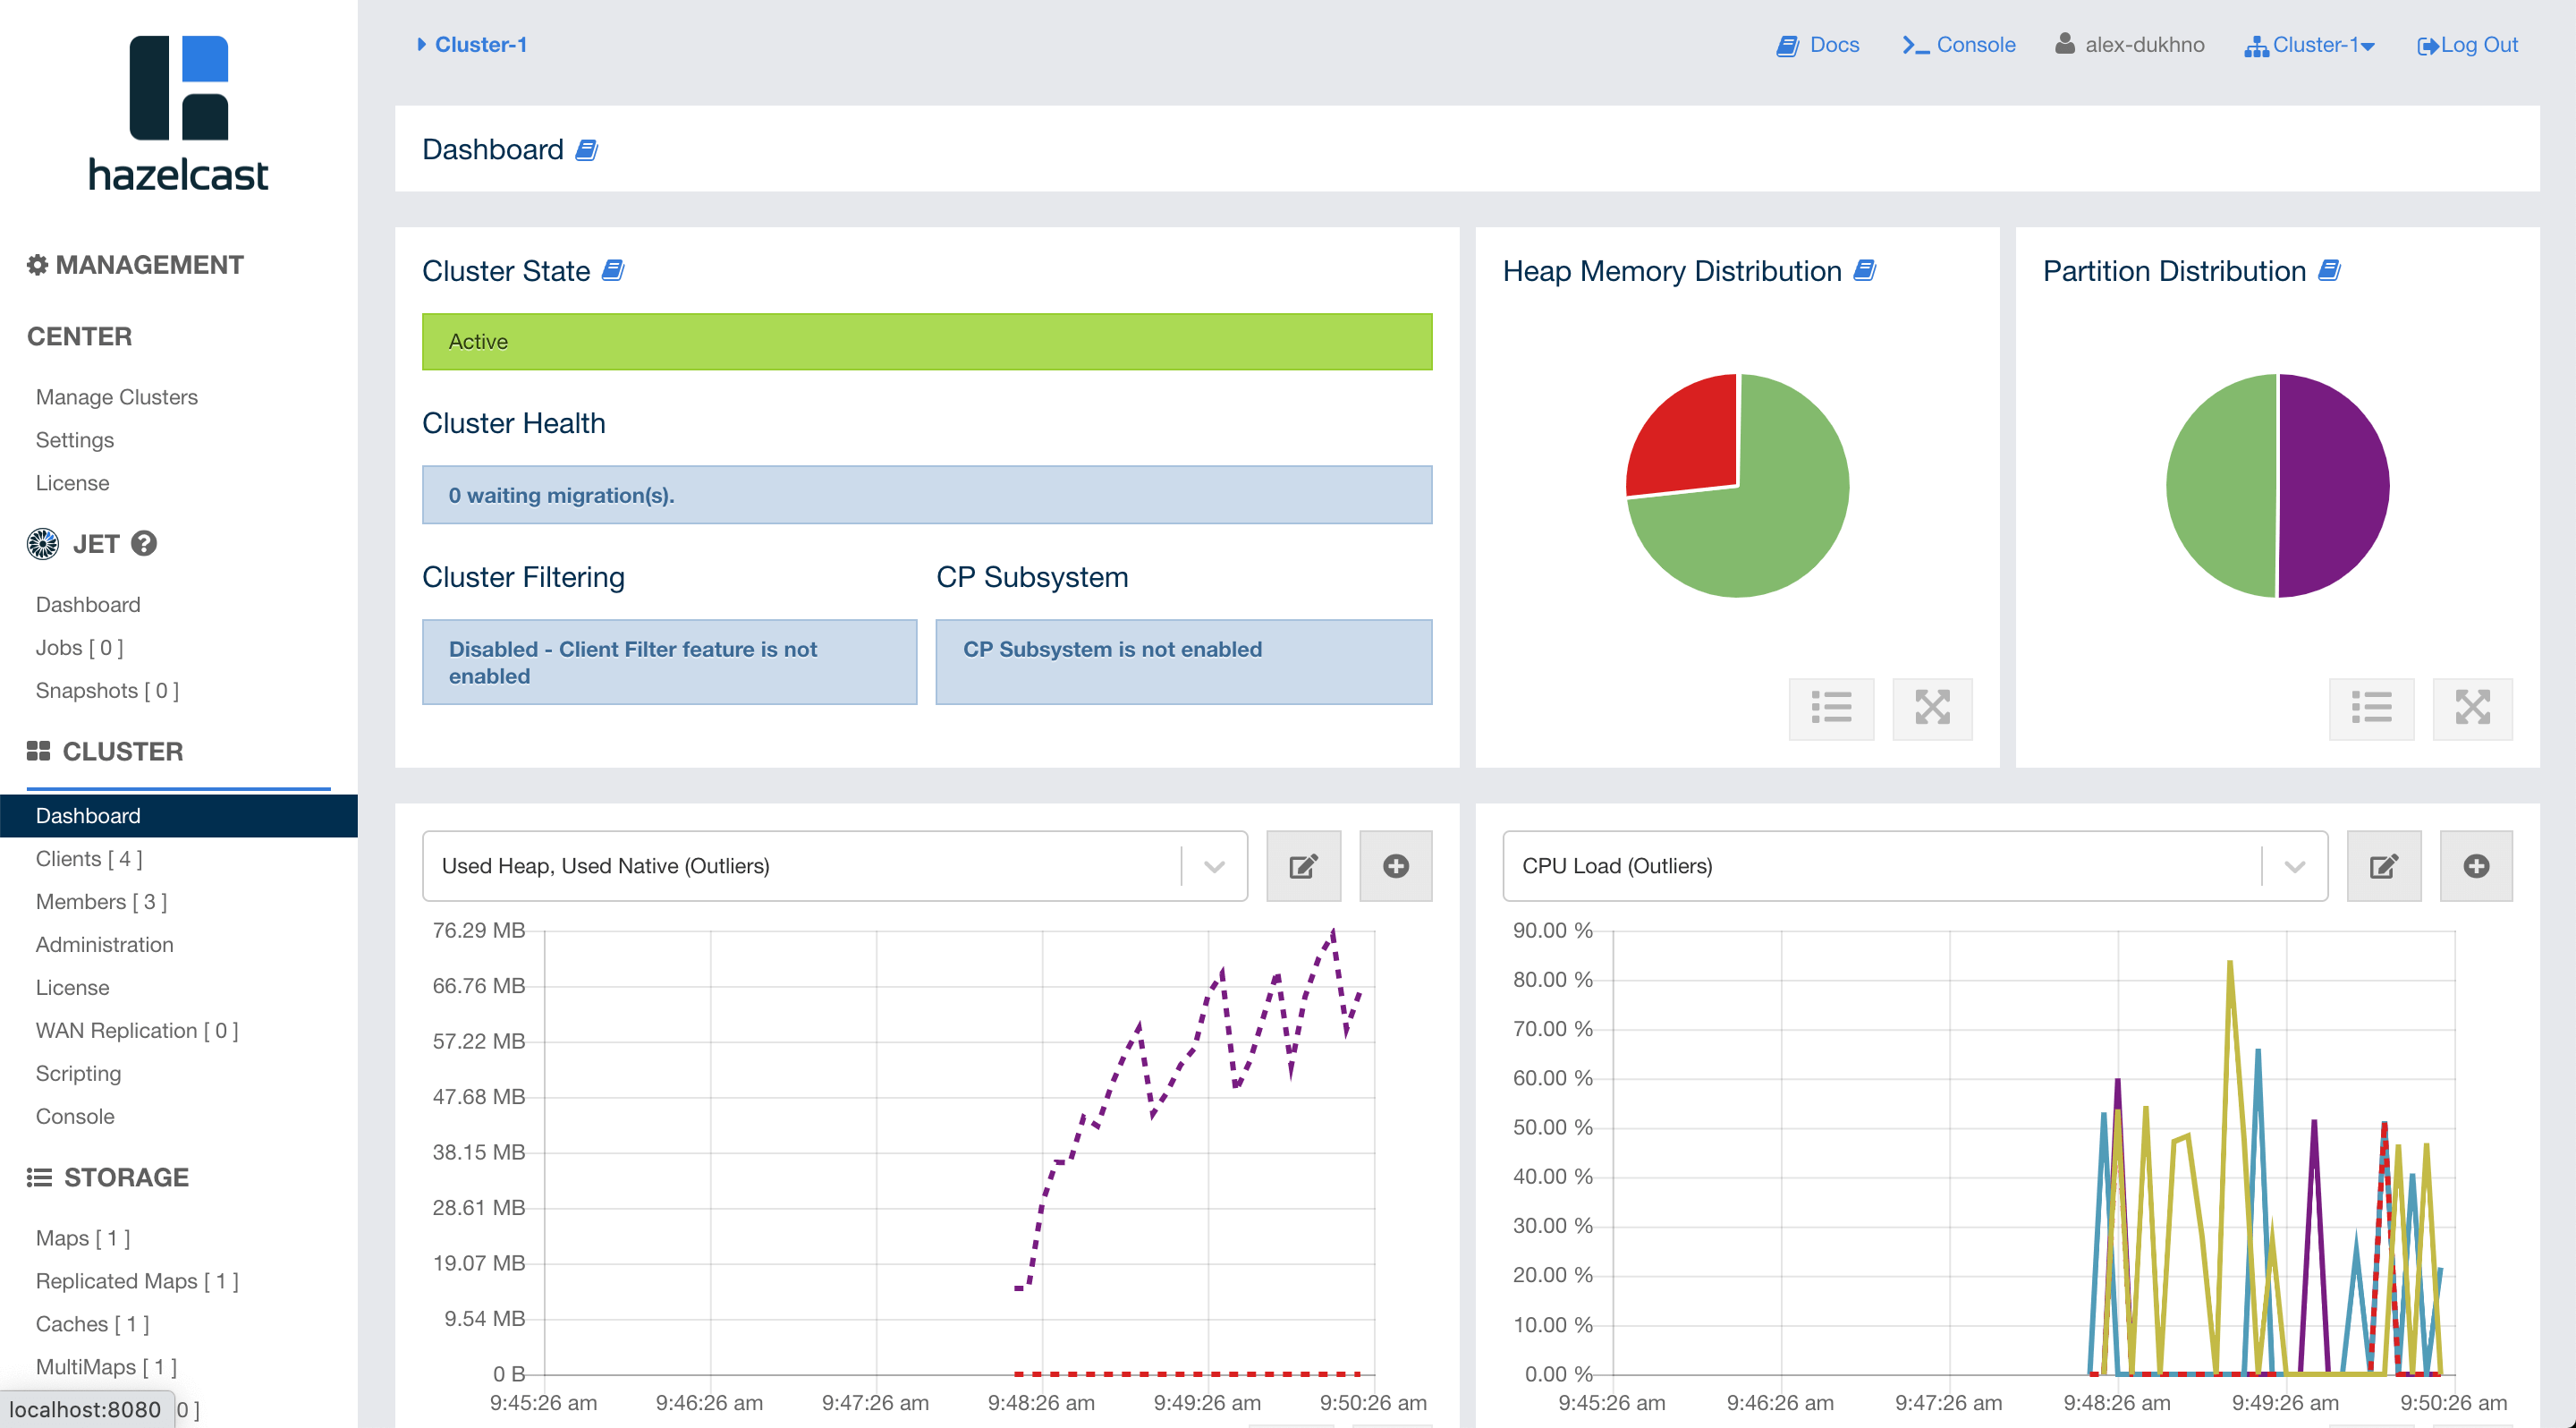 hazelcast
MANAGEMENT
CENTER
Manage Clusters
Settings
License
JET ?
Dashboard
Jobs [ 0 ]
Snapshots [ 0 ]
CLUSTER
Dashboard
Clients [ 4 ]
Members [ 3 ]
Administration
License
WAN Replication [ 0 ]
Scripting
Console
STORAGE
Maps [ 1 ]
Replicated Maps [ 1 ]
Caches [ 1 ]
MultiMaps [ 1 ]
0 ]
localhost:8080
Cluster-1
Docs
Console
alex-dukhno
Cluster-1
Log Out
Dashboard
Cluster State
Active
Cluster Health
0 waiting migration(s).
Cluster Filtering
Disabled - Client Filter feature is not
enabled
CP Subsystem
CP Subsystem is not enabled
Heap Memory Distribution
Partition Distribution
Used Heap, Used Native (Outliers)
76.29 MB
66.76 MB
57.22 MB
47.68 MB
38.15 MB
28.61 MB
19.07 MB
9.54 MB
0 B
9:45:26 am 9:46:26 am 9:47:26 am 9:48:26 am 9:49:26 am 9:50:26 am
CPU Load (Outliers)
90.00 %
80.00 %
70.00 %
60.00 %
50.00 %
40.00 %
30.00 %
20.00 %
10.00 %
0.00 %
9:45:26 am 9:46:26 am 9:47:26 am 9:48:26 am 9:49:26 am 9:50:26 am